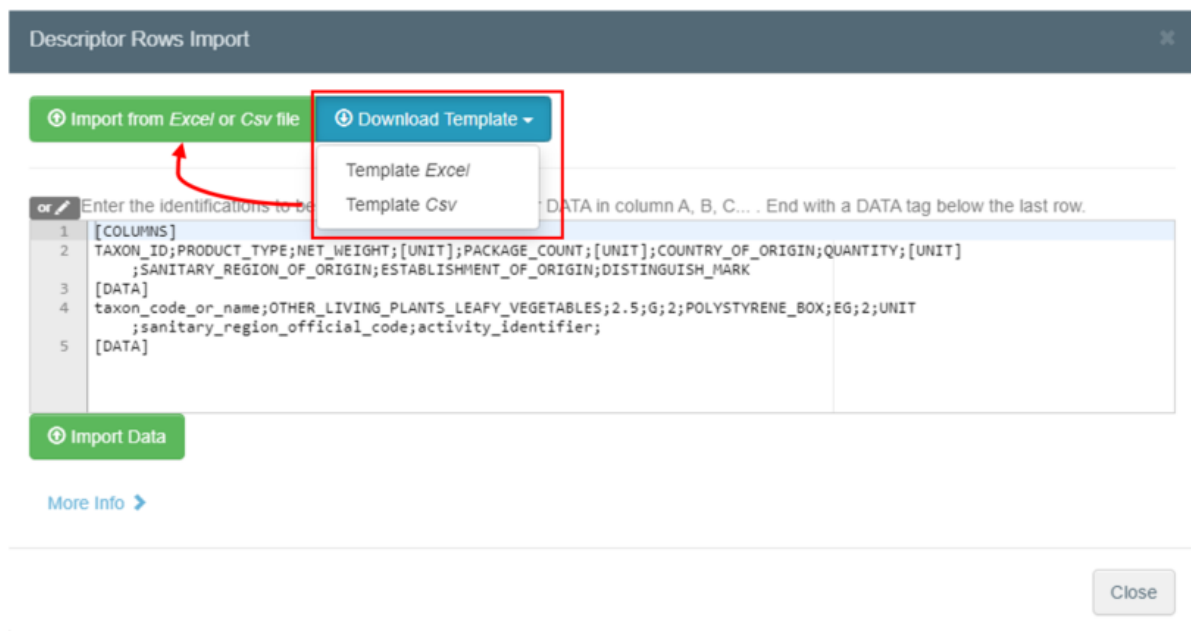 Descriptor Rows Import
Import from Excel or Csv file
Download Template
Template Excel
Template Csv
or
Enter the identifications to be DATA in column A, B, C... . End with a DATA tag below the last row.
1 [COLUMNS]
2 TAXON_ID;PRODUCT_TYPE;NET_WEIGHT;[UNIT];PACKAGE_COUNT;[UNIT];COUNTRY_OF_ORIGIN;QUANTITY;[UNIT]
;SANITARY_REGION_OF_ORIGIN;ESTABLISHMENT_OF_ORIGIN;DISTINGUISH_MARK
3 [DATA]
4 taxon_code_or_name;OTHER_LIVING_PLANTS_LEAFY_VEGETABLES;2.5;G;2;POLYSTYRENE_BOX;EG;2;UNIT
;sanitary_region_official_code;activity_identifier;
5 [DATA]
Import Data
More Info
Close